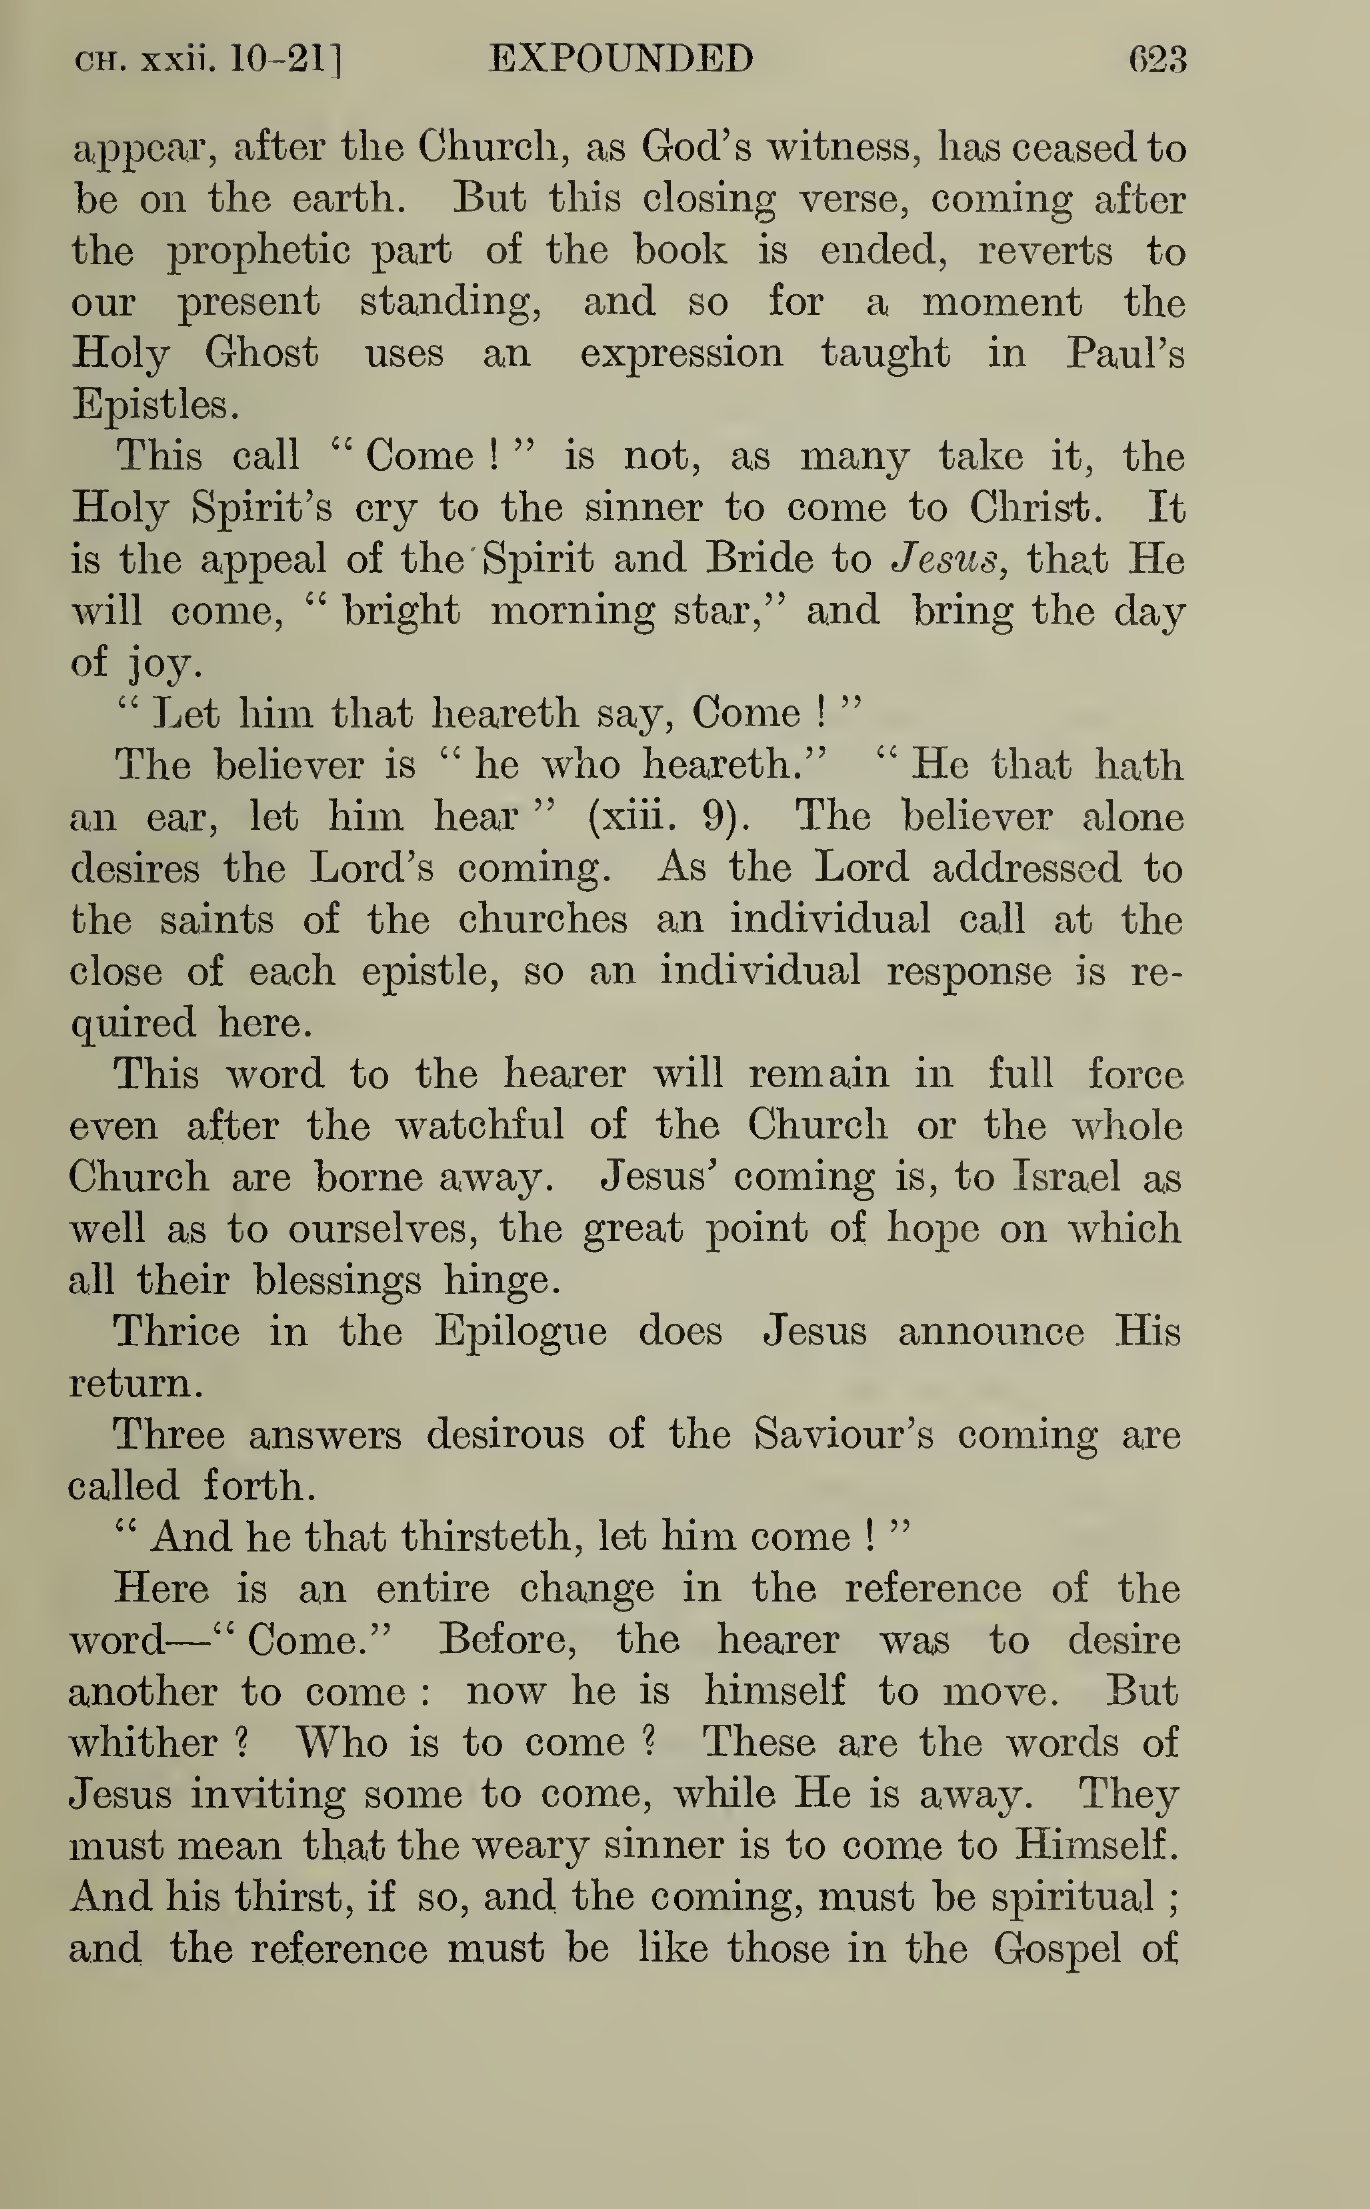 CH. xxii. 10-21] EXPOUNDED 623
appear, after the Church, as God's witness, has ceased to
be on the earth. But this closing verse, coming after
the prophetic part of the book is ended, reverts to
our present standing, and so for a moment the
Holy Ghost uses an expression taught in Paul's
Epistles.
This call “ Come ! ” is not, as many take it, the
Holy Spirit's cry to the sinner to come to Christ. It
is the appeal of the Spirit and Bride to Jesus, that He
will come, “ bright morning star,” and bring the day
of joy.
“ Let him that heareth say, Come ! ”
The believer is “ he who heareth.” “ He that hath
an ear, let him hear ” (xiii. 9). The believer alone
desires the Lord's coming. As the Lord addressed to
the saints of the churches an individual call at the
close of each epistle, so an individual response is re-
quired here.
This word to the hearer will remain in full force
even after the watchful of the Church or the whole
Church are borne away. Jesus' coming is, to Israel as
well as to ourselves, the great point of hope on which
all their blessings hinge.
Thrice in the Epilogue does Jesus announce His
return.
Three answers desirous of the Saviour's coming are
called forth.
“ And he that thirsteth, let him come ! ”
Here is an entire change in the reference of the
word—“ Come.” Before, the hearer was to desire
another to come : now he is himself to move. But
whither ? Who is to come ? These are the words of
Jesus inviting some to come, while He is away. They
must mean that the weary sinner is to come to Himself.
And his thirst, if so, and the coming, must be spiritual ;
and the reference must be like those in the Gospel of